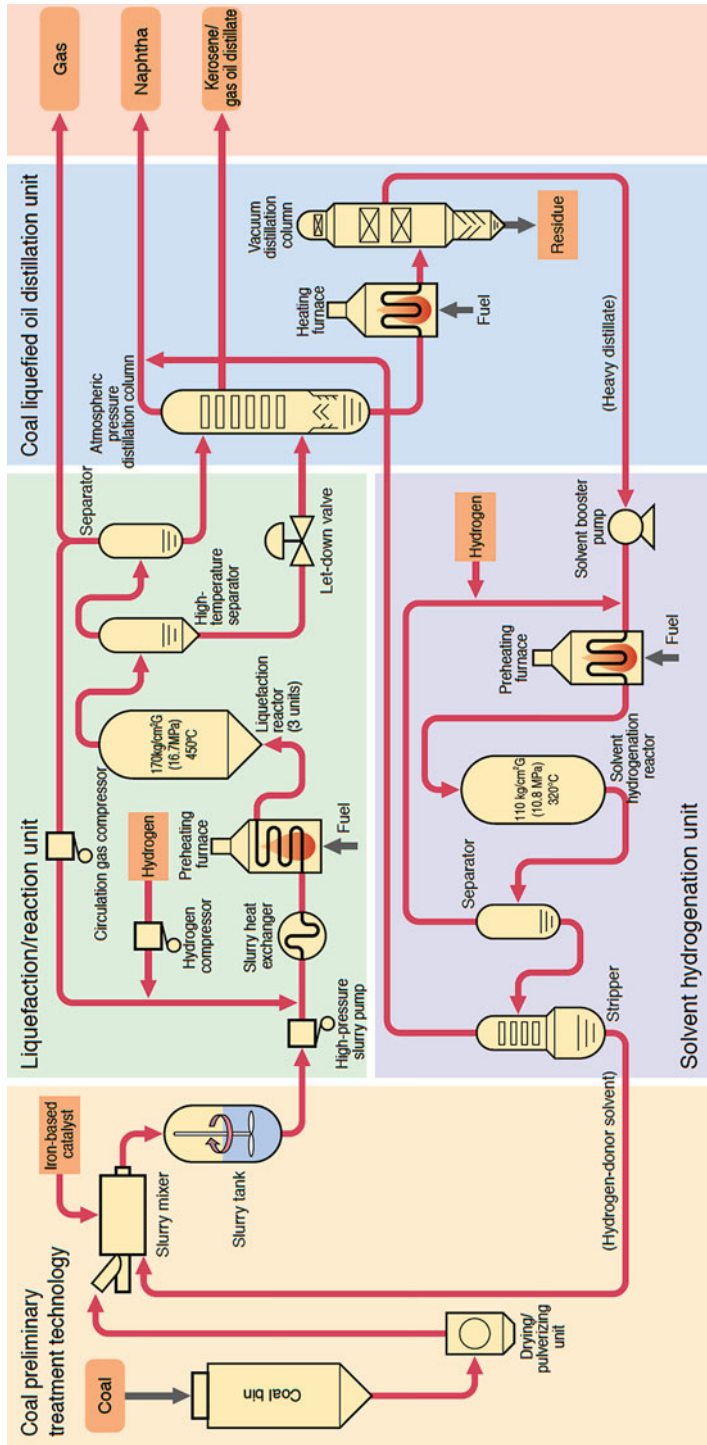 Coal preliminary
treatment technology
Coal
Coal bin
Drying/
pulverizing
unit
Iron-based
catalyst
Slurry mixer
Slurry tank
(Hydrogen-donor solvent)
Liquefaction/reaction unit
Circulation gas compressor
Hydrogen
Hydrogen
compressor
High-pressure
slurry pump
Slurry heat
exchanger
Preheating
furnace
Fuel
170kg/cm²G
(16.7MPa)
450ºC
Liquefaction
reactor
(3 units)
High-
temperature
separator
Separator
Let-down valve
Coal liquefied oil distillation unit
Atmospheric
pressure
distillation column
Heating
furnace
Fuel
Vacuum
distillation
column
Residue
(Heavy distillate)
Gas
Naphtha
Kerosene/
gas oil distillate
Solvent hydrogenation unit
Stripper
Separator
110 kg/cm²G
(10.8 MPa)
320°C
Solvent
hydrogenation
reactor
Preheating
furnace
Fuel
Hydrogen
Solvent booster
pump